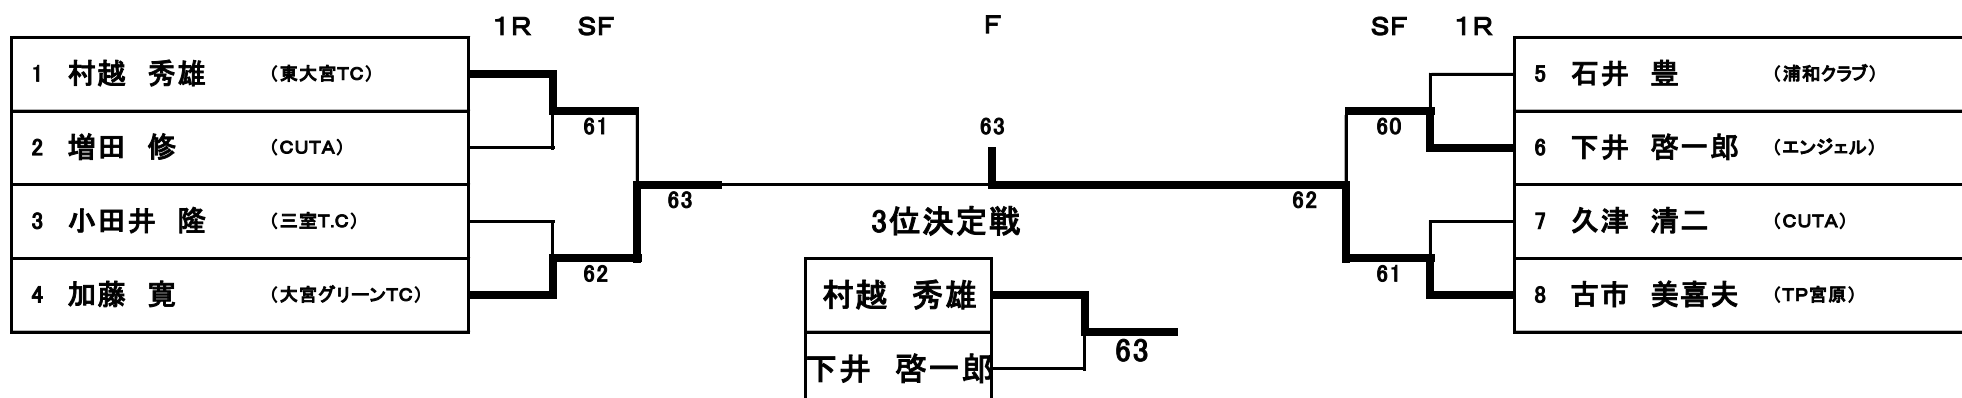 1R SF F SF 1R
1 村越 秀雄 (東大宮TC)
2 増田 修 (CUTA)
3 小田井 隆 (三室T.C)
4 加藤 寛 (大宮グリーンTC)
61
62
63
63
62
60
61
5 石井 豊 (浦和クラブ)
6 下井 啓一郎 (エンジェル)
7 久津 清二 (CUTA)
8 古市 美喜夫 (TP宮原)
3位決定戦
村越 秀雄
下井 啓一郎
63